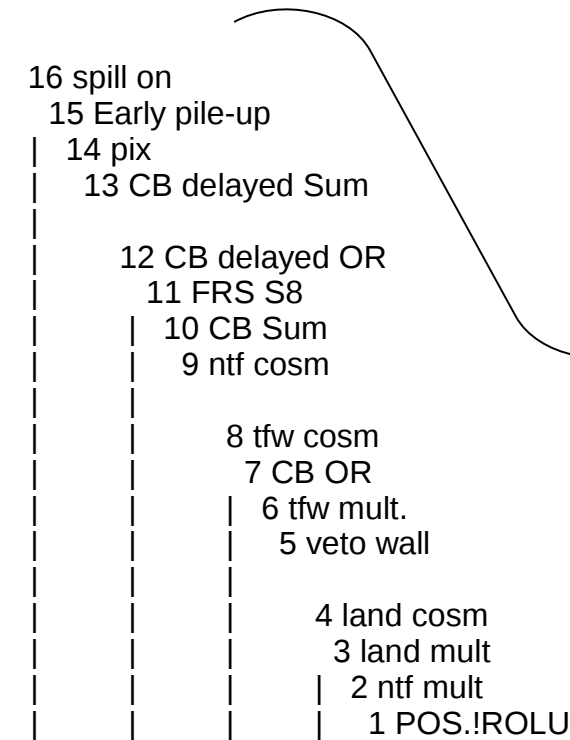 16 spill on
15 Early pile-up
| 14 pix
| 13 CB delayed Sum
|
| 12 CB delayed OR
| 11 FRS S8
| | 10 CB Sum
| | 9 ntf cosm
| |
| | 8 tfw cosm
| | 7 CB OR
| | | 6 tfw mult.
| | | 5 veto wall
| | |
| | | 4 land cosm
| | | 3 land mult
| | | | 2 ntf mult
| | | | 1 POS.!ROLU